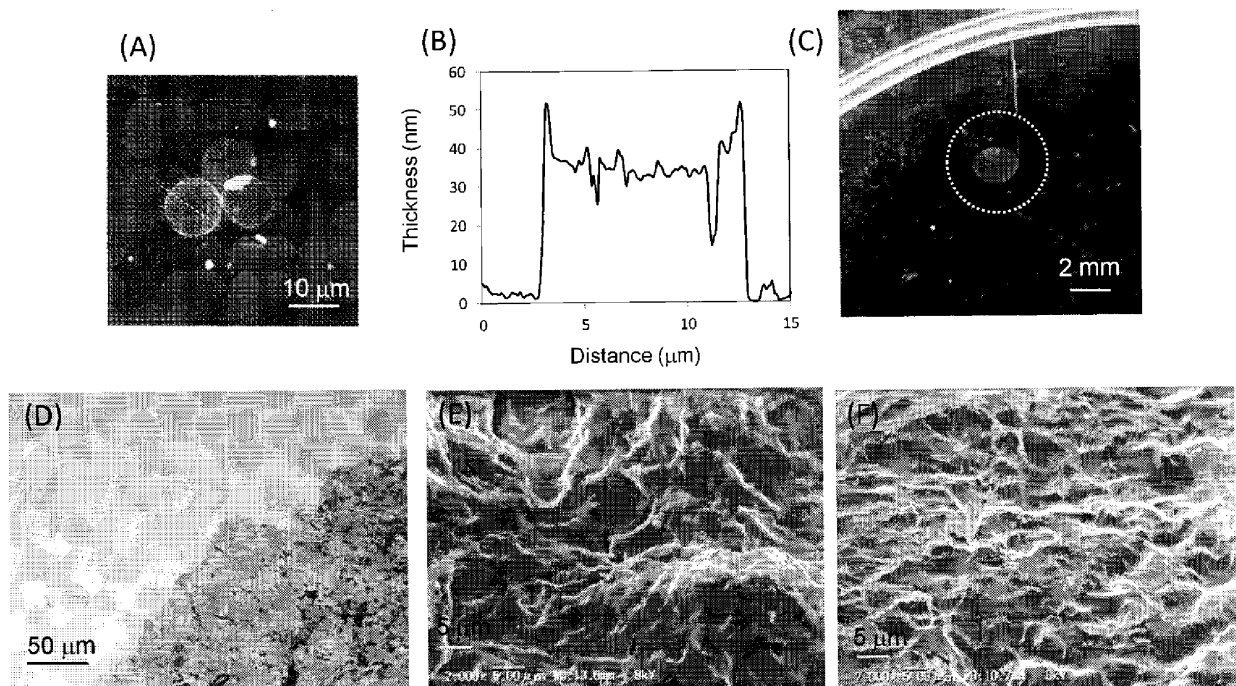 (A)
(B)
(C)
60
50
40
30
20
10
0
Thickness (nm)
0 5 10 15
Distance (μm)
10 μm
2 mm
(D)
(E)
(F)
50 μm
5 μm
5 μm